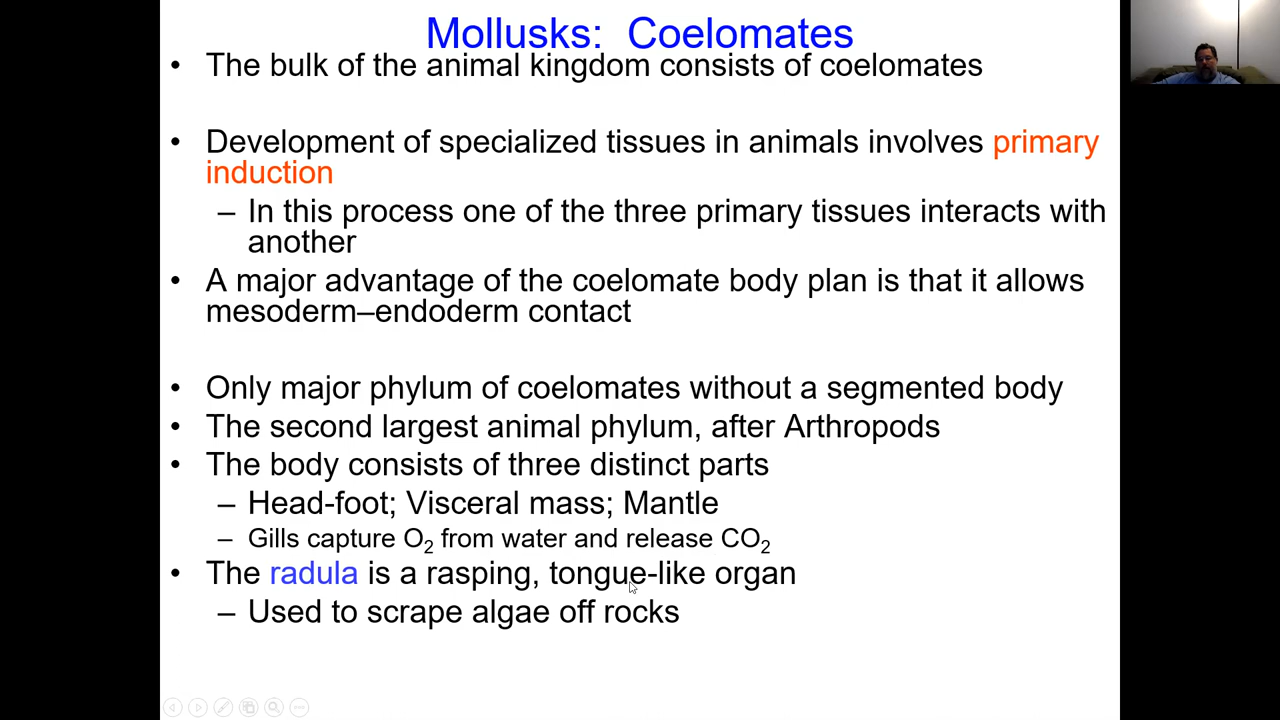 Mollusks: Coelomates
• The bulk of the animal kingdom consists of coelomates
• Development of specialized tissues in animals involves primary
induction
– In this process one of the three primary tissues interacts with
another
• A major advantage of the coelomate body plan is that it allows
mesoderm–endoderm contact
• Only major phylum of coelomates without a segmented body
• The second largest animal phylum, after Arthropods
• The body consists of three distinct parts
– Head-foot; Visceral mass; Mantle
– Gills capture O₂ from water and release CO₂
• The radula is a rasping, tongue-like organ
– Used to scrape algae off rocks